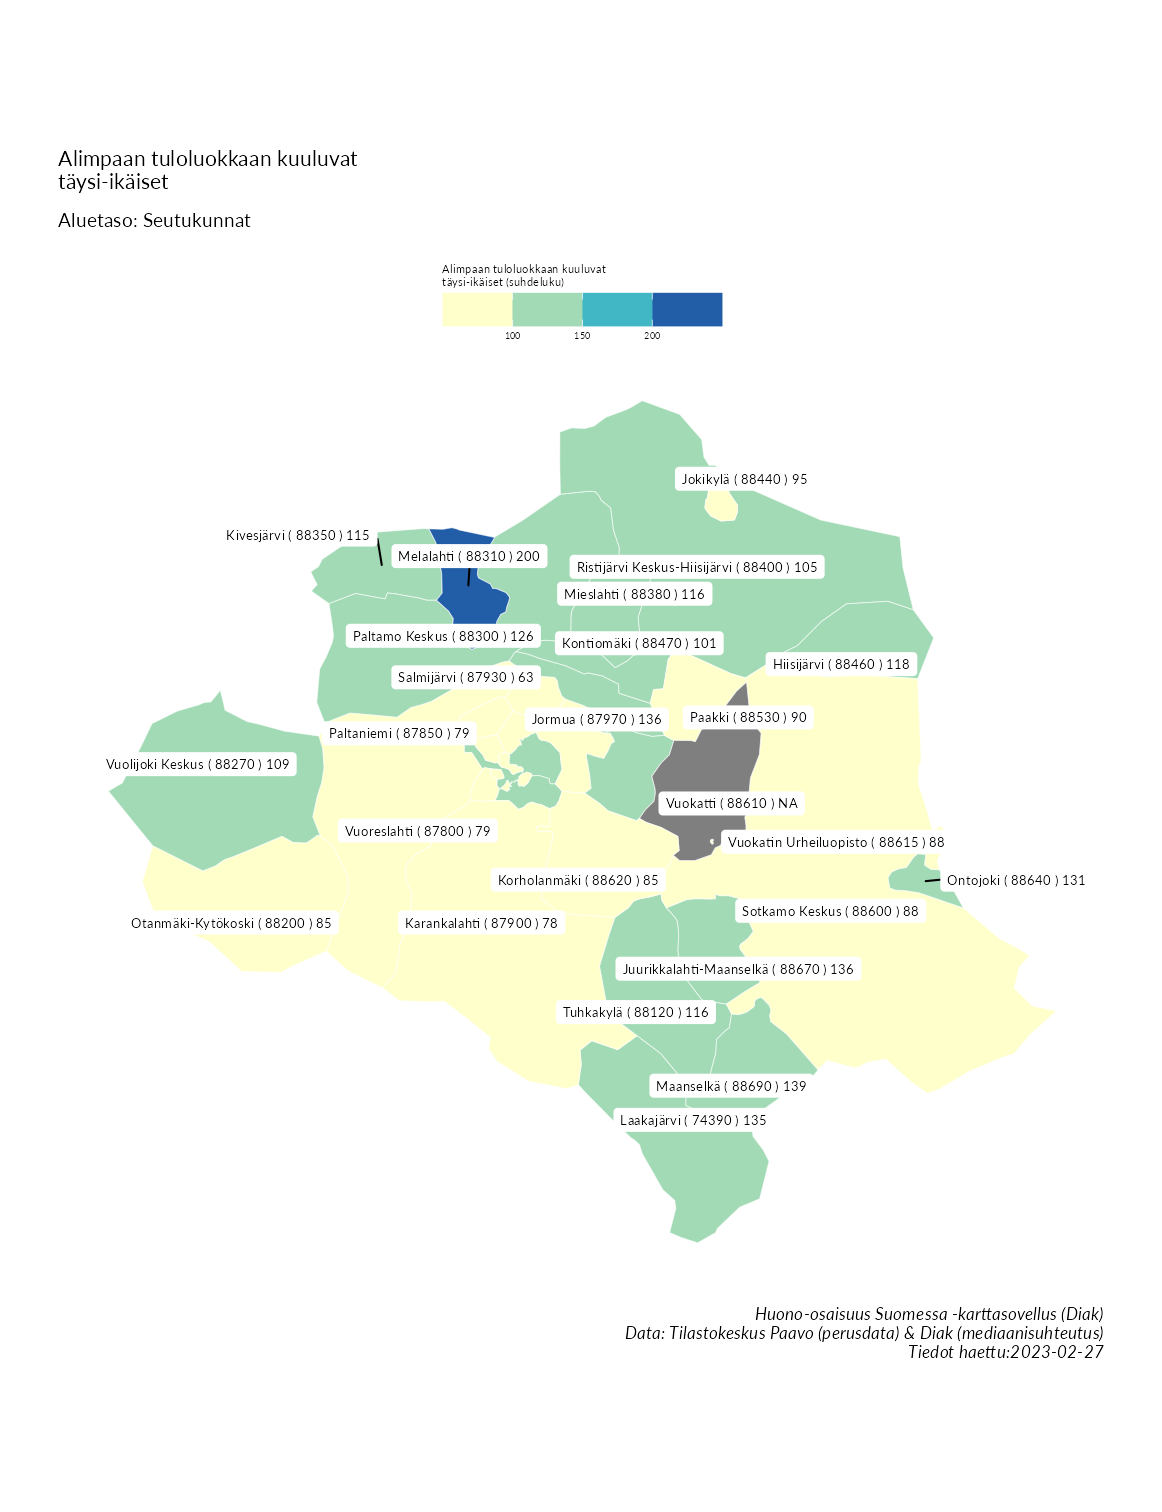 Alimpaan tuloluokkaan kuuluvat
täysi-ikäiset
Aluetaso: Seutukunnat
Alimpaan tuloluokkaan kuuluvat
täysi-ikäiset (suhdeluku)
100 150 200
Jokikylä ( 88440 ) 95
Kivesjärvi ( 88350 ) 115
Melalahti ( 88310 ) 200
Ristijärvi Keskus-Hiisijärvi ( 88400 ) 105
Mieslahti ( 88380 ) 116
Paltamo Keskus ( 88300 ) 126
Kontiomäki ( 88470 ) 101
Hiisijärvi ( 88460 ) 118
Salmijärvi ( 87930 ) 63
Jormua ( 87970 ) 136
Paakki ( 88530 ) 90
Paltaniemi ( 87850 ) 79
Vuolijoki Keskus ( 88270 ) 109
Vuokatti ( 88610 ) NA
Vuoreslahti ( 87800 ) 79
Vuokatin Urheiluopisto ( 88615 ) 88
Korholanmäki ( 88620 ) 85
Ontojoki ( 88640 ) 131
Sotkamo Keskus ( 88600 ) 88
Otanmäki-Kytökoski ( 88200 ) 85
Karankalahti ( 87900 ) 78
Juurikkalahti-Maanselkä ( 88670 ) 136
Tuhkakylä ( 88120 ) 116
Maanselkä ( 88690 ) 139
Laakajärvi ( 74390 ) 135
Huono-osaisuus Suomessa -karttasovellus (Diak)
Data: Tilastokeskus Paavo (perusdata) & Diak (mediaanisuhteutus)
Tiedot haettu:2023-02-27